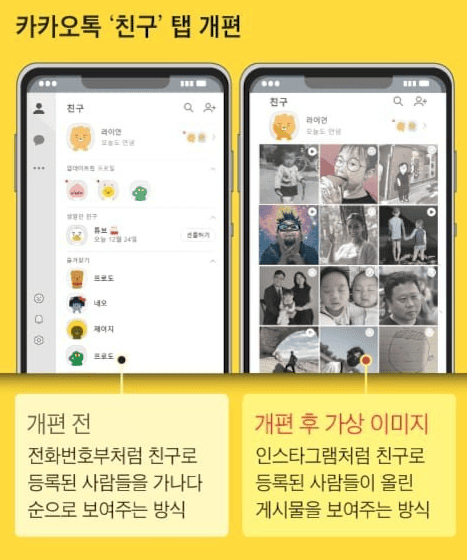 카카오톡 '친구' 탭 개편
친구
라이언
오늘도 안녕
업데이트한 프로필
생일인 친구
튜브
오늘 12월 24일
선물하기
즐겨찾기
프로도
네오
제이지
프로도
친구
라이언
오늘도 안녕
개편 전
전화번호부처럼 친구로
등록된 사람들을 가나다
순으로 보여주는 방식
개편 후 가상 이미지
인스타그램처럼 친구로
등록된 사람들이 올린
게시물을 보여주는 방식